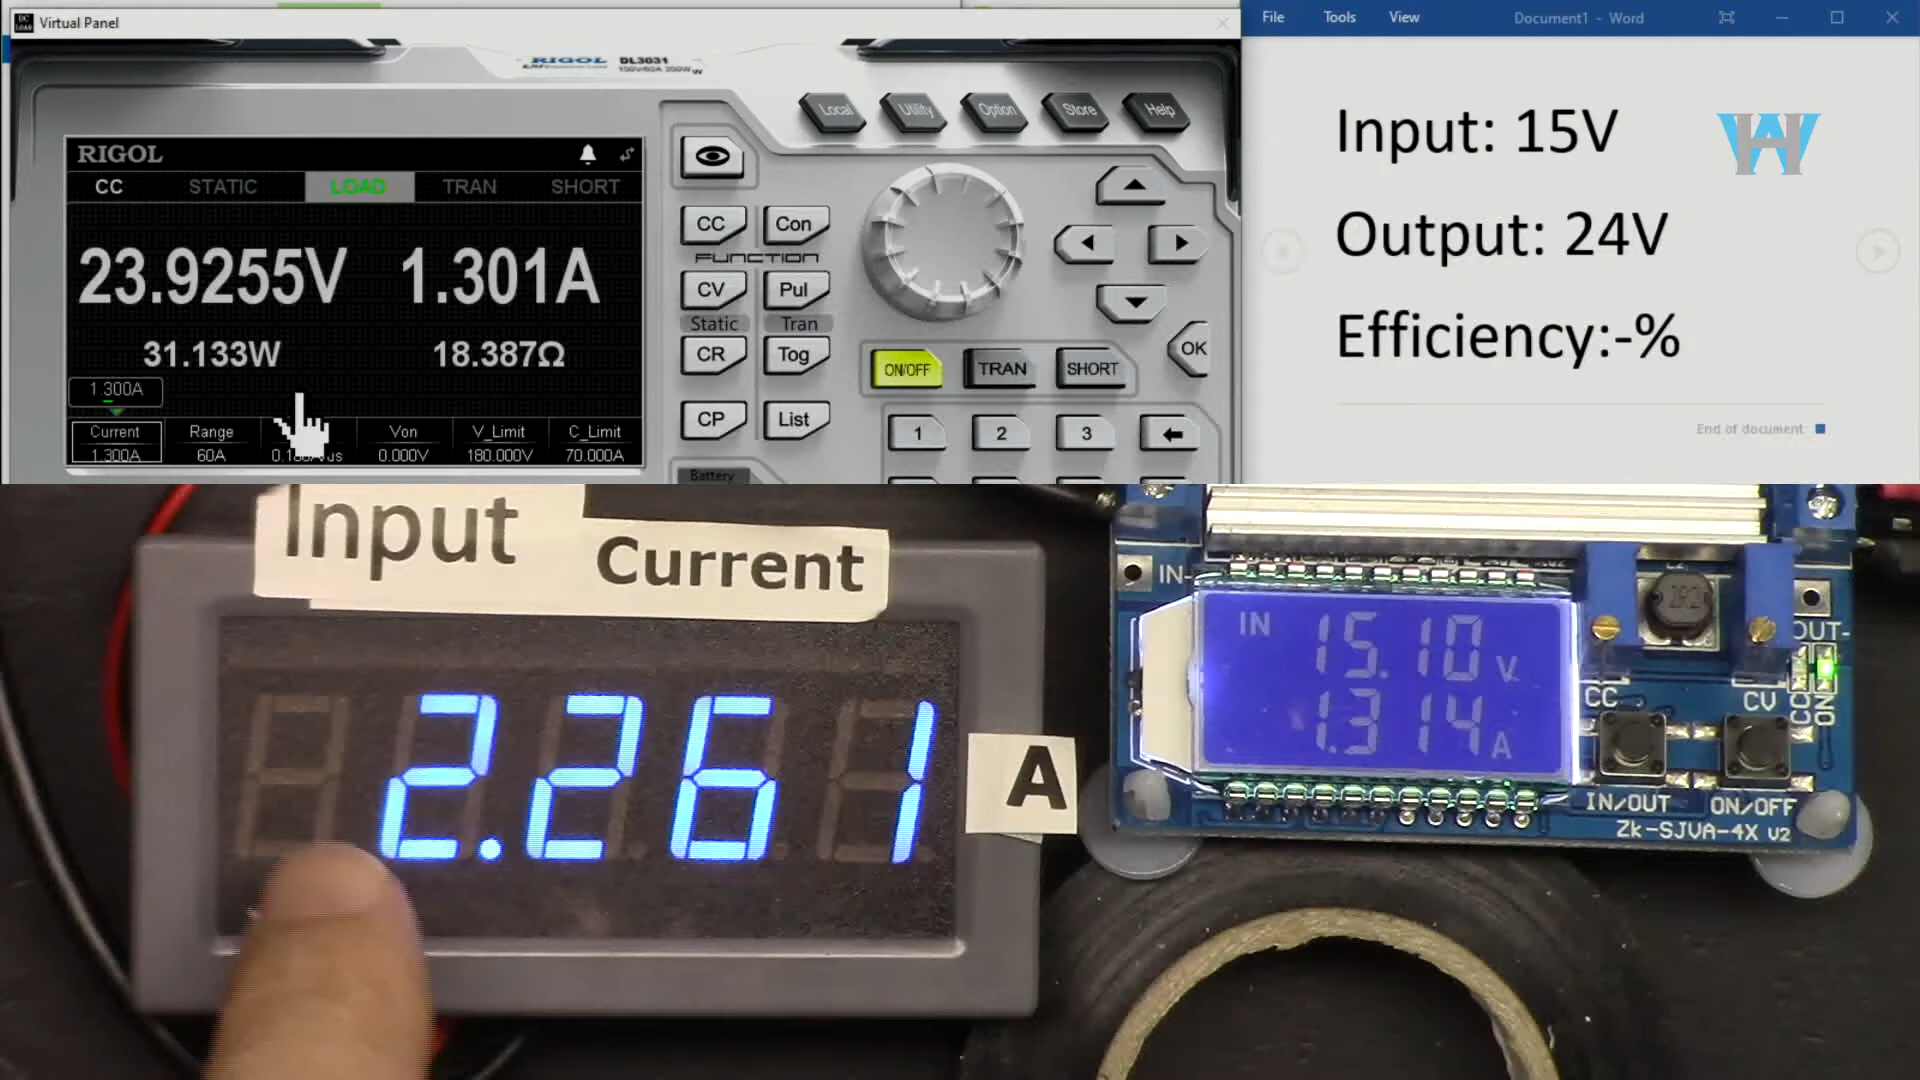 Virtual Panel
File Tools View Document1 - Word
RIGOL DL3031
Local Utility Option Store Help
RIGOL
CC STATIC LOAD TRAN SHORT
23.9255V 1.301A
31.133W 18.387Ω
1.300A
Current Range Von V_Limit C_Limit
1.300A 60A 0.000V 180.000V 70.000A
CC Con
FUNCTION
CV Pul
Static Tran
CR Tog
CP List
Battery
OK
ON/OFF TRAN SHORT
1 2 3
Input: 15V
Output: 24V
Efficiency:-%
End of document
Input Current
2.261
A
IN-
IN 15.10 V
1.314 A
OUT-
CC CV
CC ON
IN/OUT ON/OFF
Zk-SJVA-4X V2